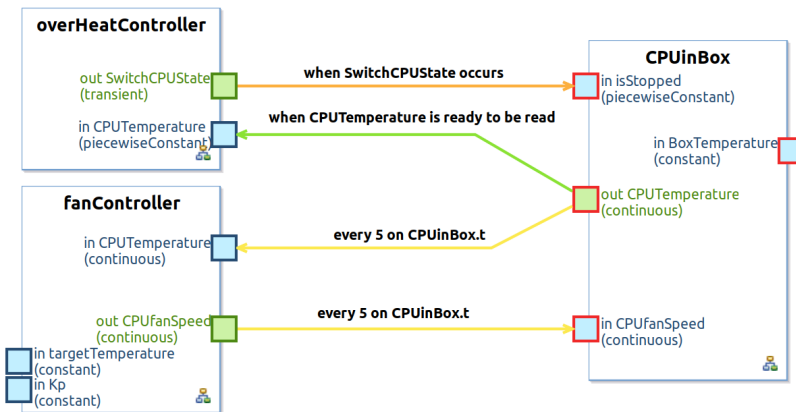 overHeatController
out SwitchCPUState
(transient)
in CPUTemperature
(piecewiseConstant)
when SwitchCPUState occurs
when CPUTemperature is ready to be read
CPUinBox
in isStopped
(piecewiseConstant)
in BoxTemperature
(constant)
out CPUTemperature
(continuous)
in CPUfanSpeed
(continuous)
fanController
in CPUTemperature
(continuous)
every 5 on CPUinBox.t
out CPUfanSpeed
(continuous)
every 5 on CPUinBox.t
in targetTemperature
(constant)
in Kp
(constant)